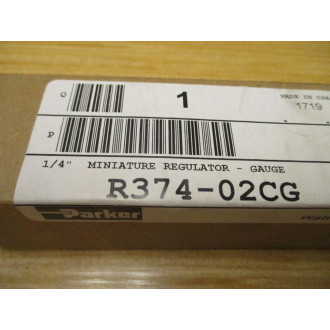 Q
1
MADE IN USA
1719
P
1/4" MINIATURE REGULATOR - GAUGE
R374-02CG
Parker